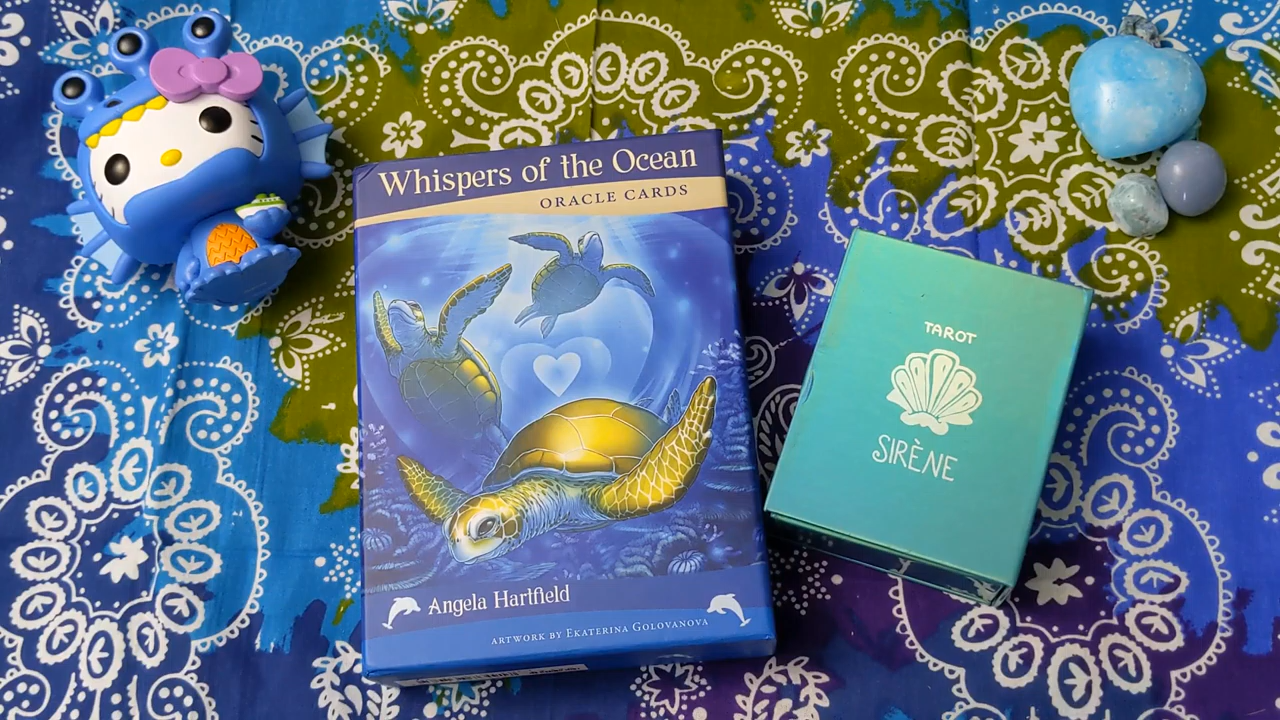 Whispers of the Ocean
ORACLE CARDS
Angela Hartfield
ARTWORK BY EKATERINA GOLOVANOVA
TAROT
SIRÈNE